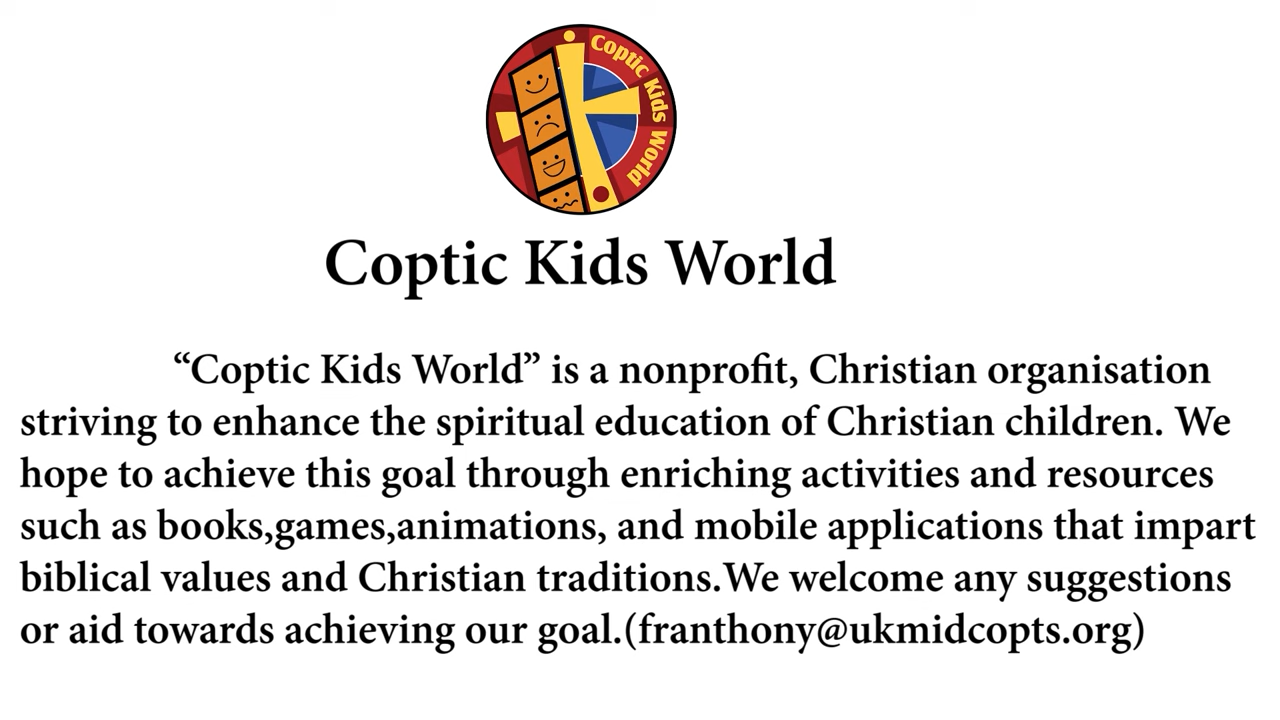 Coptic Kids World
Coptic Kids World
“Coptic Kids World” is a nonprofit, Christian organisation
striving to enhance the spiritual education of Christian children. We
hope to achieve this goal through enriching activities and resources
such as books,games,animations, and mobile applications that impart
biblical values and Christian traditions.We welcome any suggestions
or aid towards achieving our goal.(franthony@ukmidcopts.org)